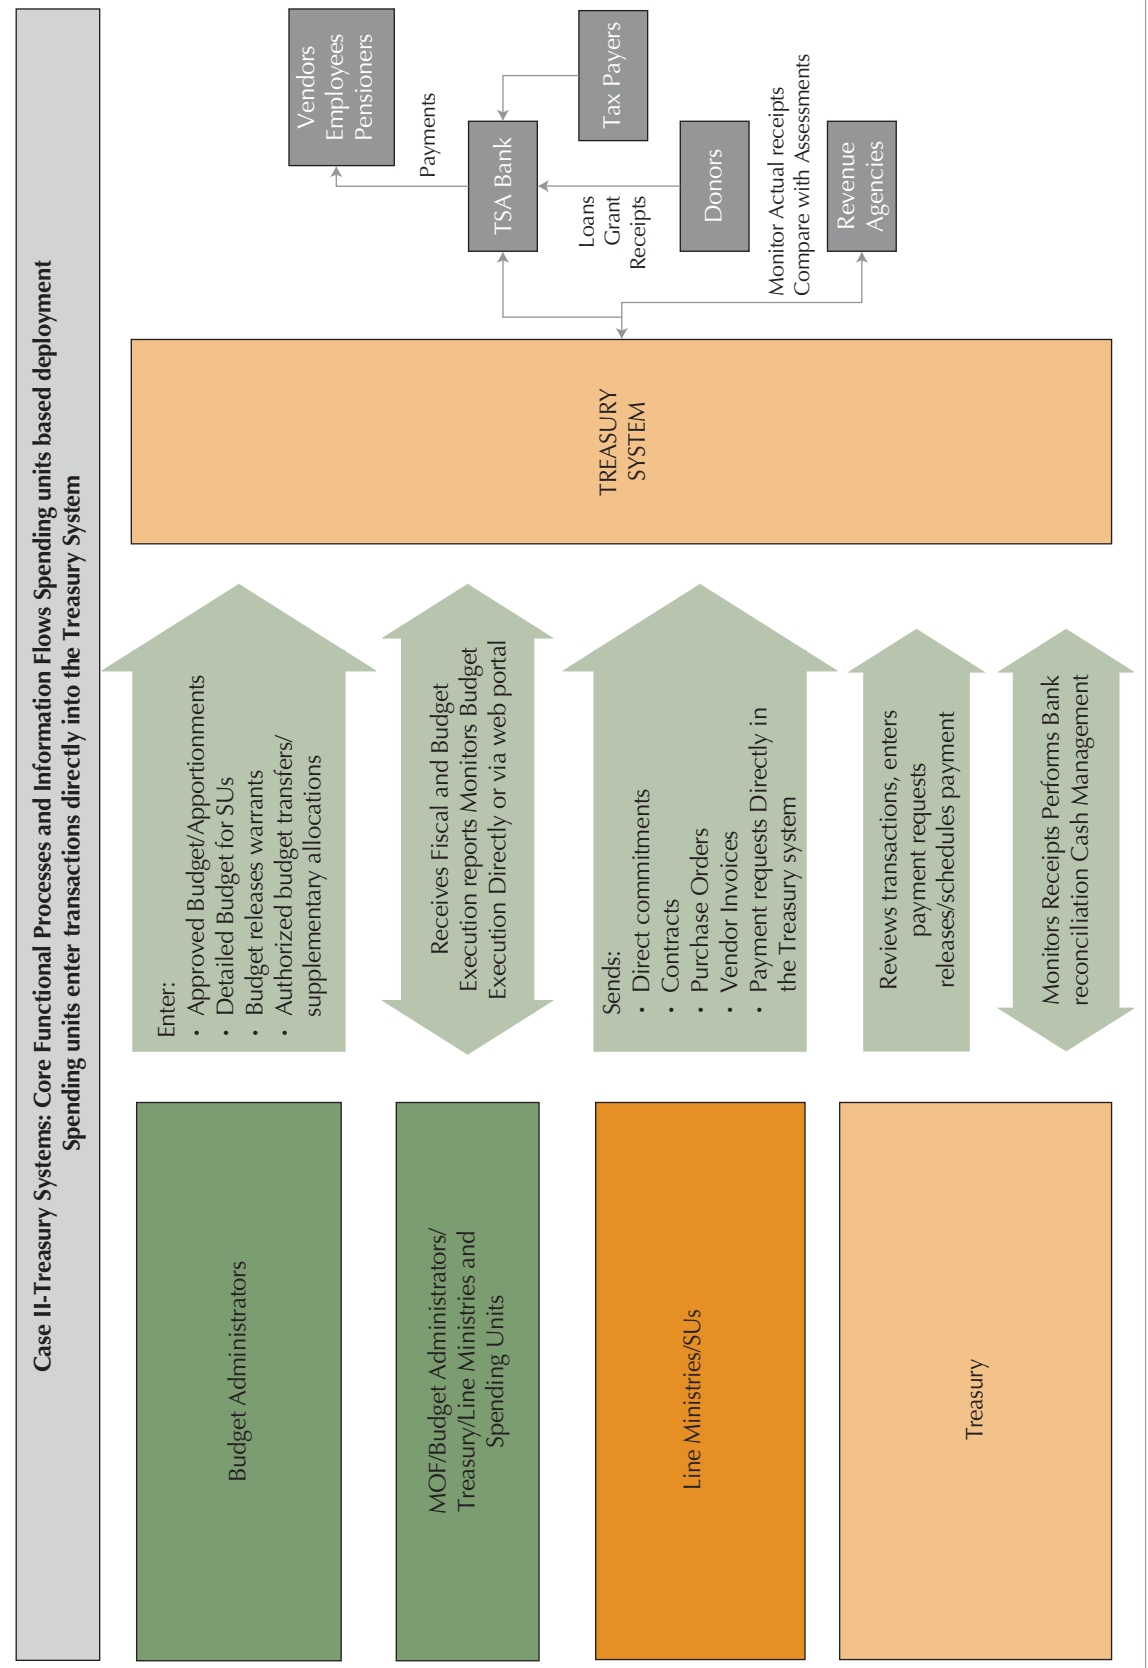 Case II-Treasury Systems: Core Functional Processes and Information Flows Spending units based deployment
Spending units enter transactions directly into the Treasury System
Budget Administrators
Enter:
• Approved Budget/Apportionments
• Detailed Budget for SUs
• Budget releases warrants
• Authorized budget transfers/
supplementary allocations
MOF/Budget Administrators/
Treasury/Line Ministries and
Spending Units
Receives Fiscal and Budget
Execution reports Monitors Budget
Execution Directly or via web portal
Line Ministries/SUs
Sends:
• Direct commitments
• Contracts
• Purchase Orders
• Vendor Invoices
• Payment requests Directly in
the Treasury system
Treasury
Reviews transactions, enters
payment requests
releases/schedules payment
Monitors Receipts Performs Bank
reconciliation Cash Management
TREASURY
SYSTEM
Vendors
Employees
Pensioners
Payments
TSA Bank
Tax Payers
Loans
Grant
Receipts
Donors
Monitor Actual receipts
Compare with Assessments
Revenue
Agencies